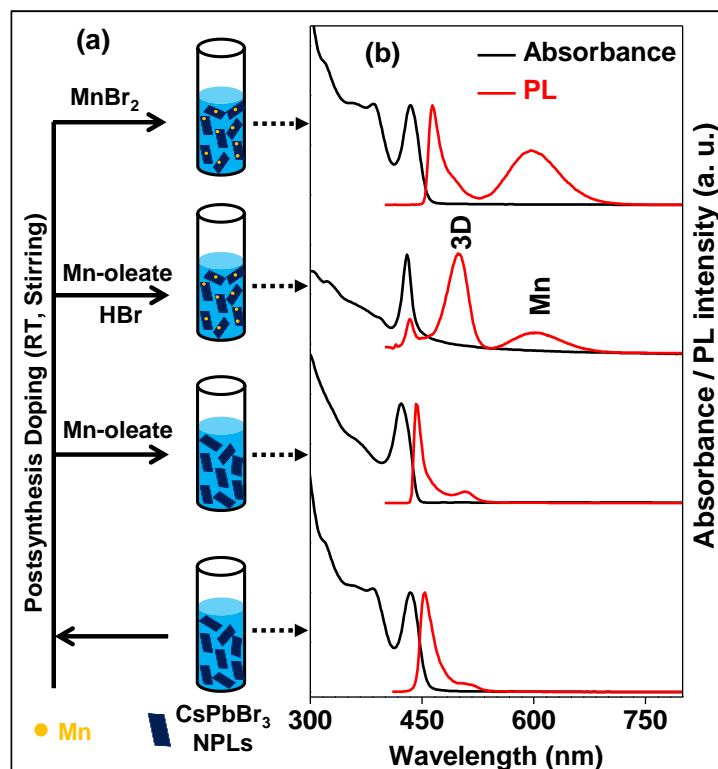 (a)
MnBr2
Mn-oleate
HBr
Mn-oleate
Postsynthesis Doping (RT, Stirring)
Mn
CsPbBr3
NPLs
(b)
Absorbance
PL
3D
Mn
Absorbance / PL intensity (a. u.)
300 450 600 750
Wavelength (nm)